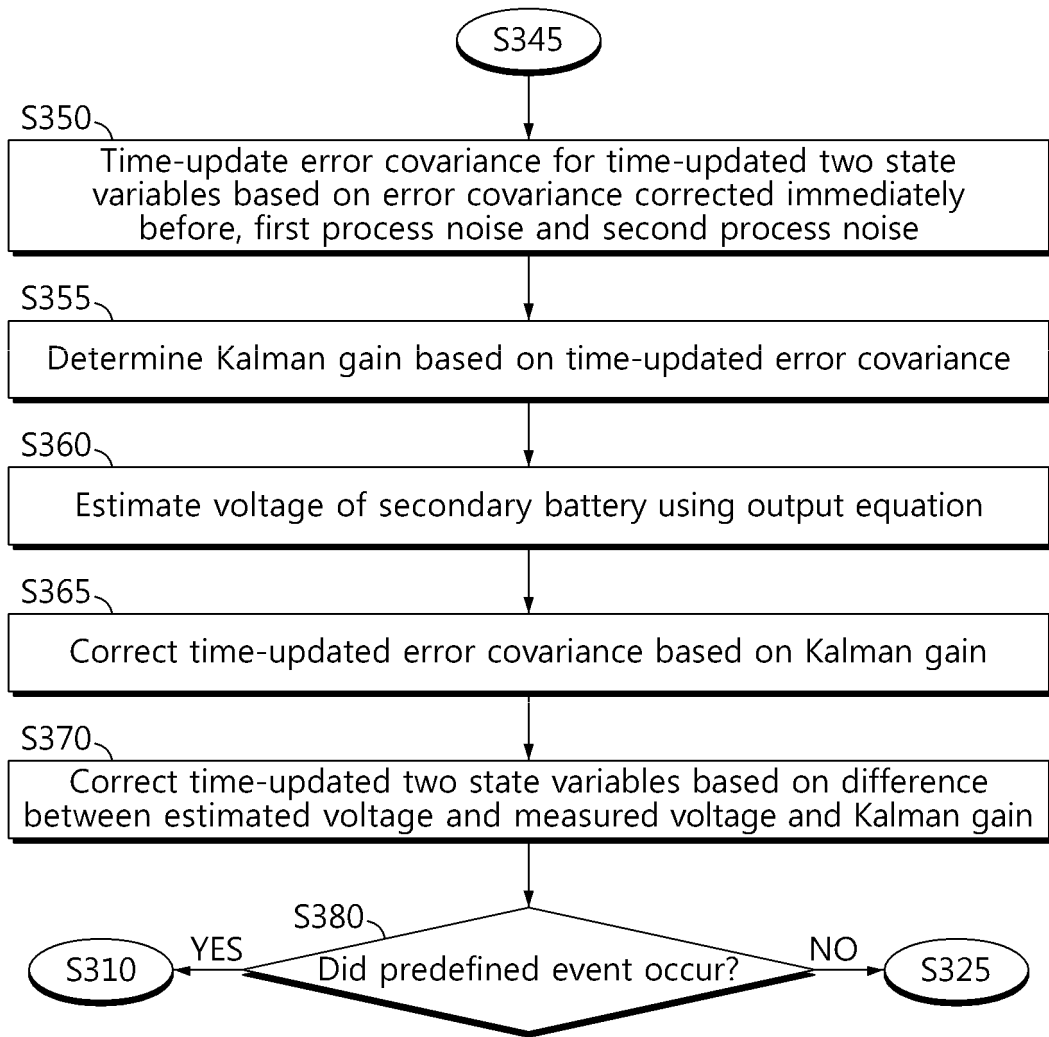 S345
S350
Time-update error covariance for time-updated two state
variables based on error covariance corrected immediately
before, first process noise and second process noise
S355
Determine Kalman gain based on time-updated error covariance
S360
Estimate voltage of secondary battery using output equation
S365
Correct time-updated error covariance based on Kalman gain
S370
Correct time-updated two state variables based on difference
between estimated voltage and measured voltage and Kalman gain
S380
YES
NO
S310
Did predefined event occur?
S325